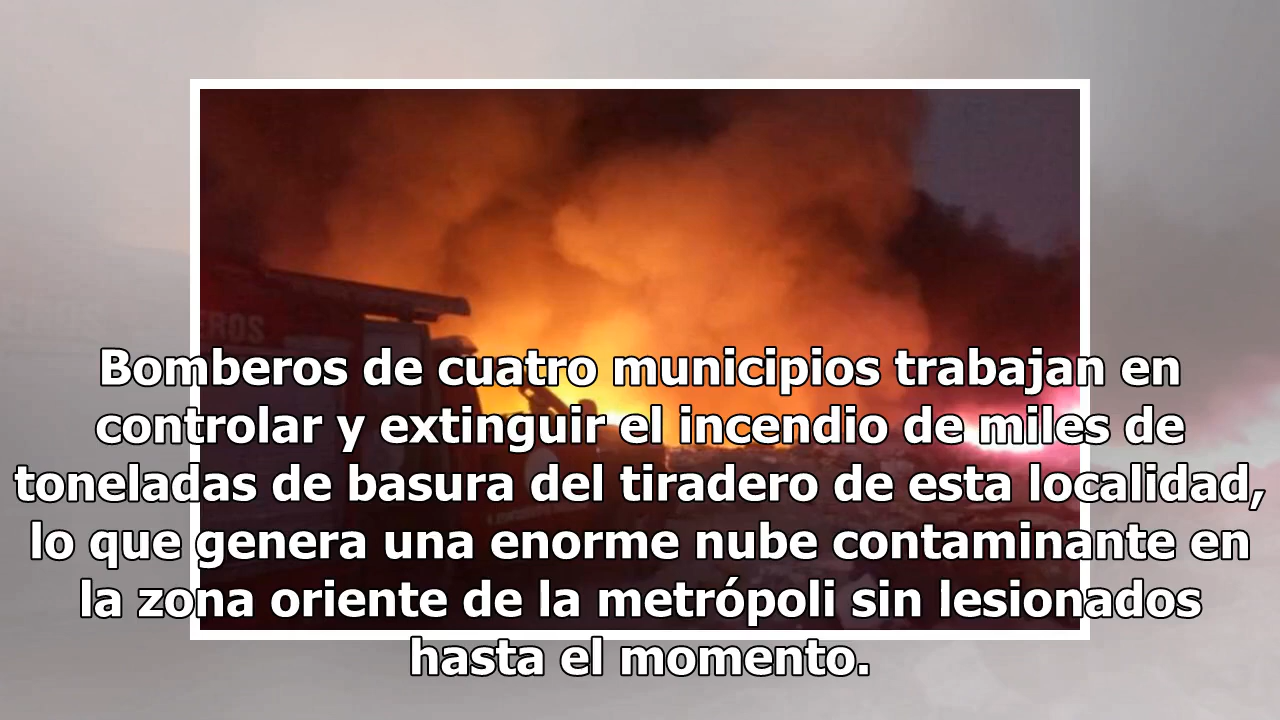 Bomberos de cuatro municipios trabajan en
controlar y extinguir el incendio de miles de
toneladas de basura del tiradero de esta localidad,
lo que genera una enorme nube contaminante en
la zona oriente de la metrópoli sin lesionados
hasta el momento.